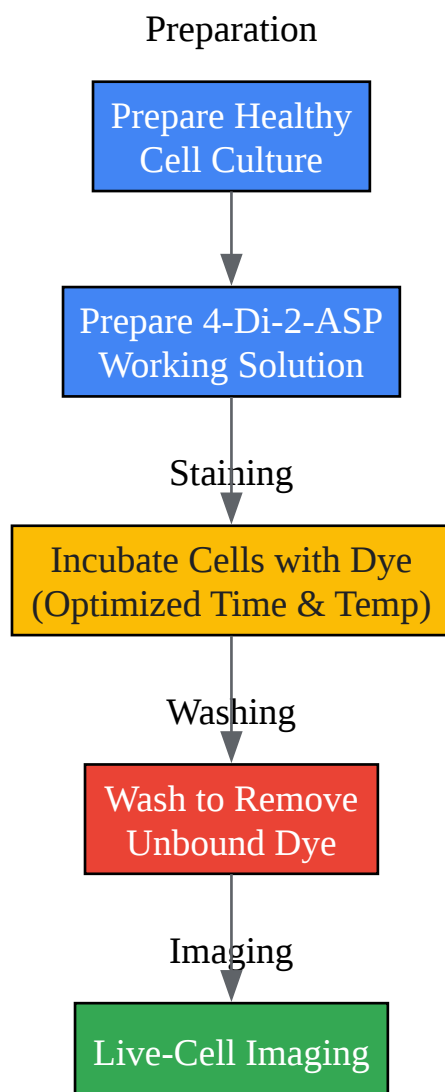 Preparation
Prepare Healthy
Cell Culture
Prepare 4-Di-2-ASP
Working Solution
Staining
Incubate Cells with Dye
(Optimized Time & Temp)
Washing
Wash to Remove
Unbound Dye
Imaging
Live-Cell Imaging